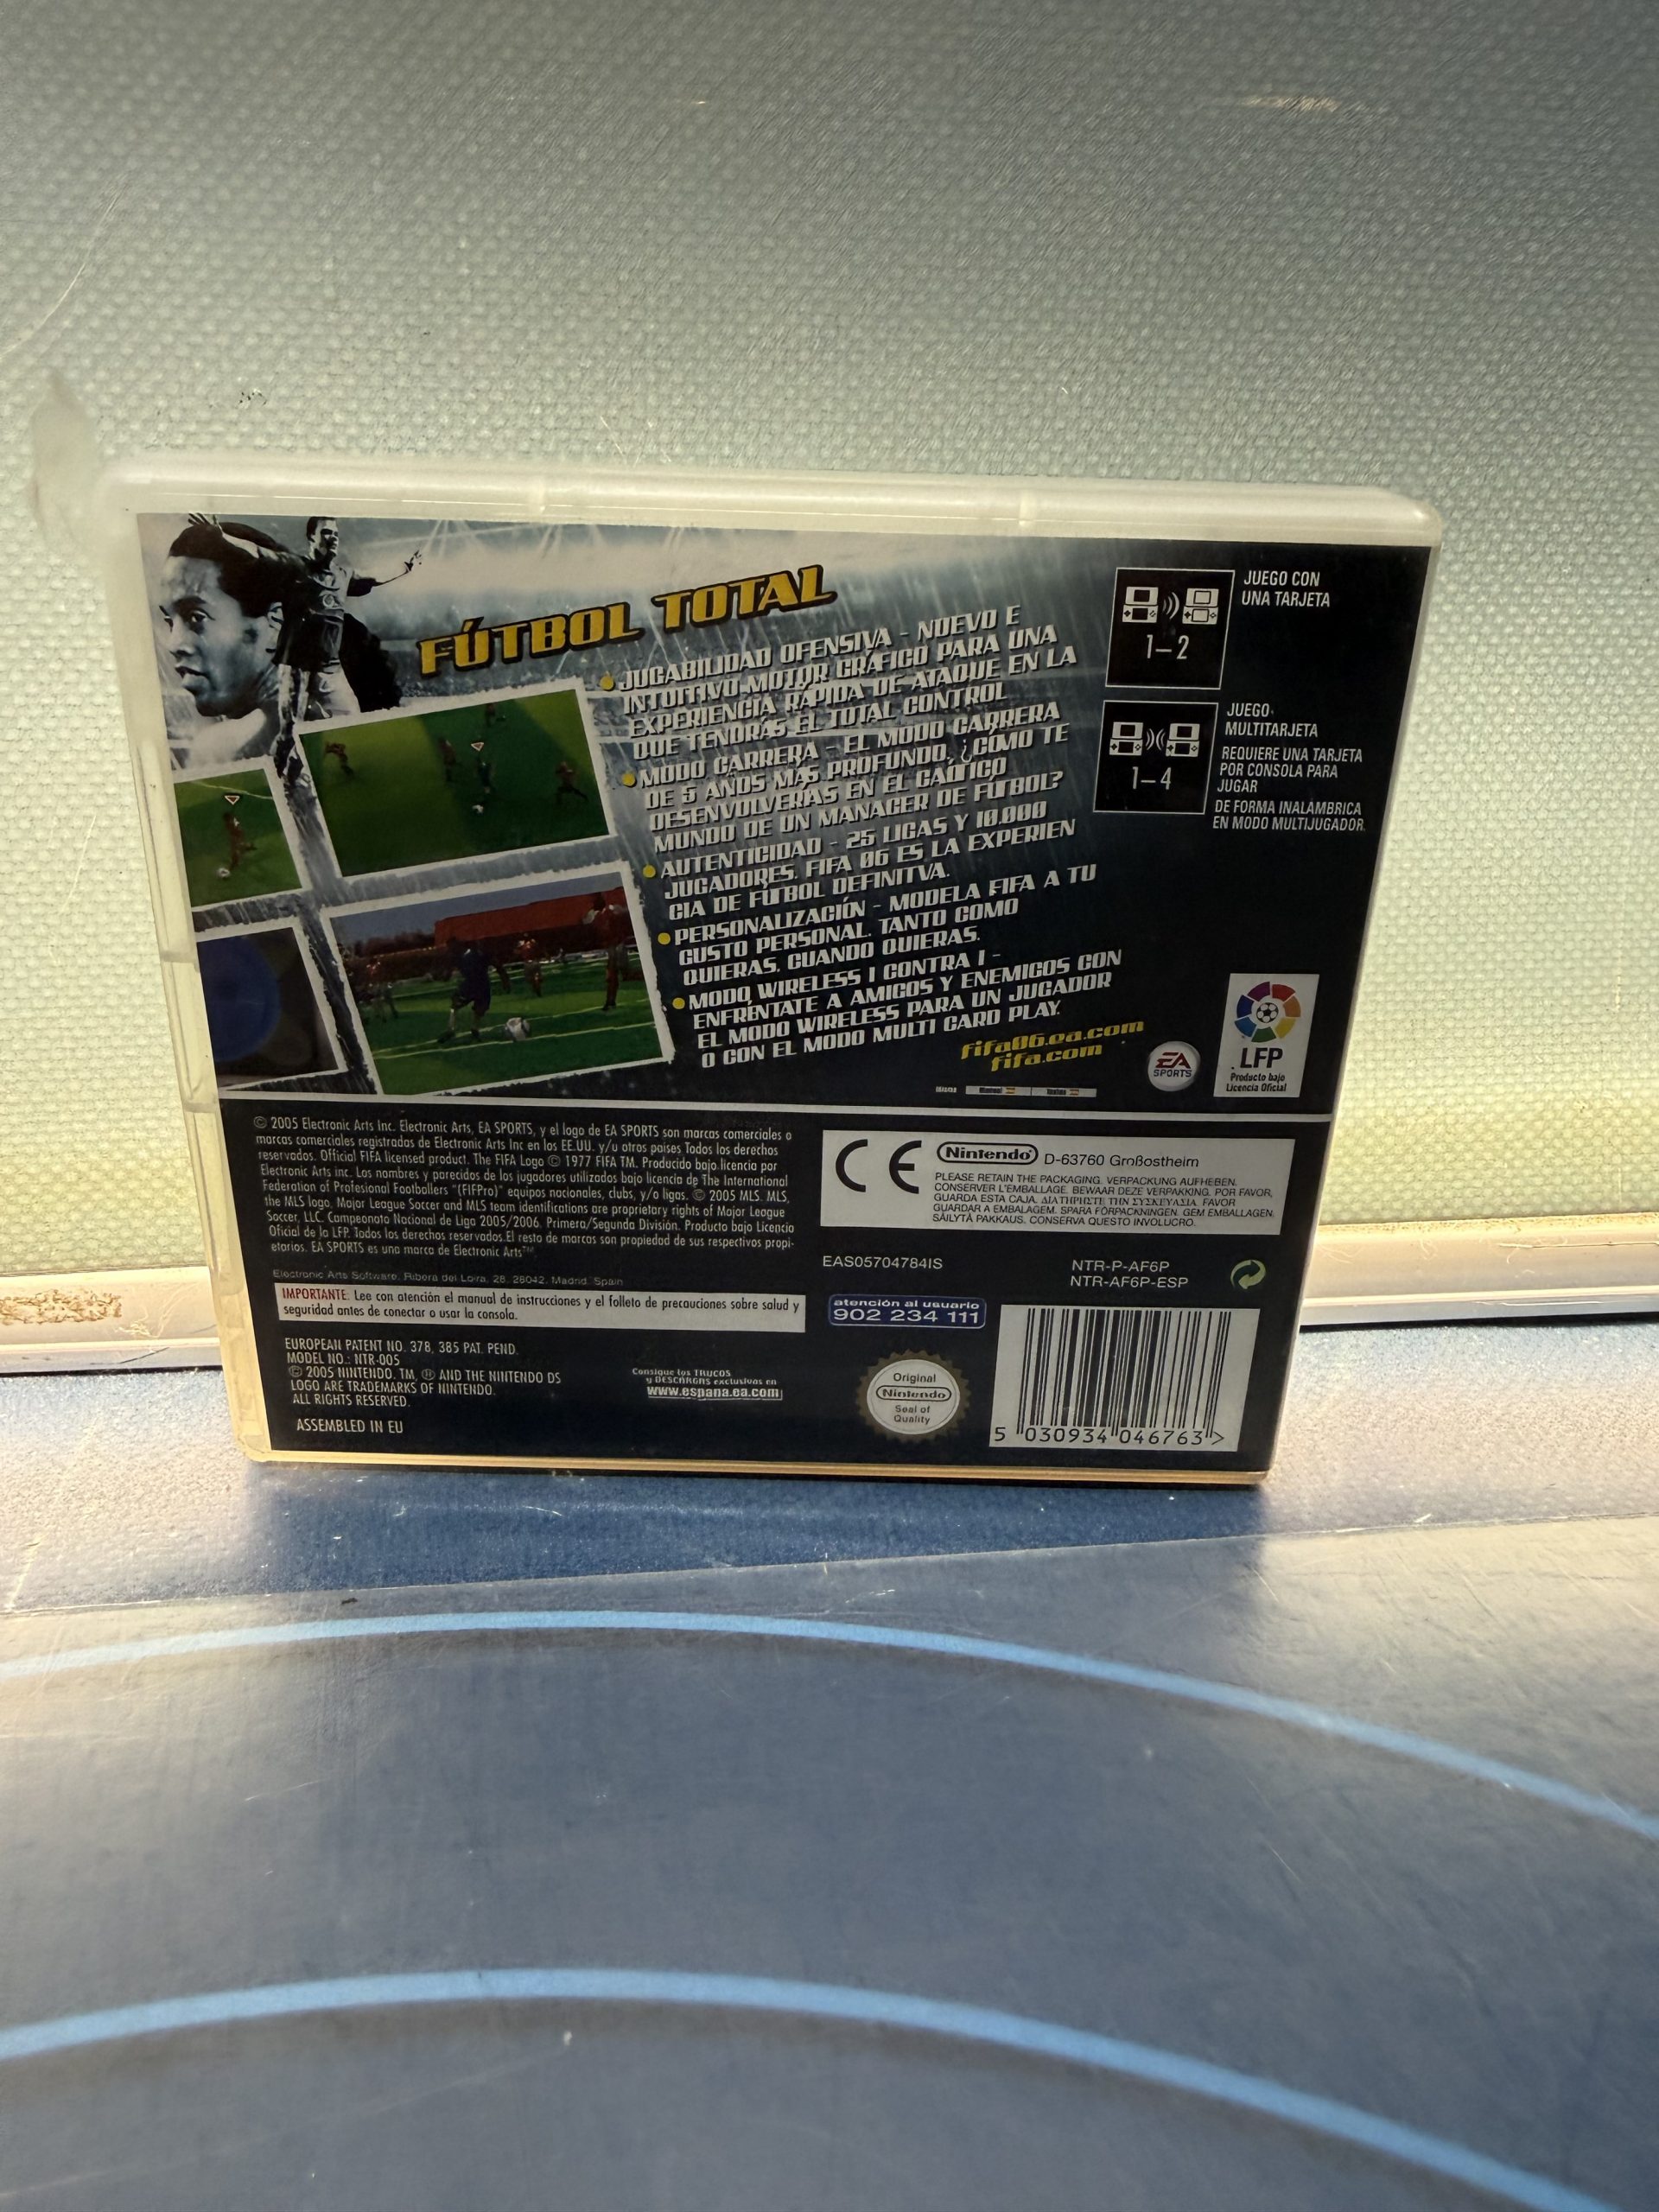 FÚTBOL TOTAL
JUGABILIDAD OFENSIVA - NUEVO E
INTUITIVO MOTOR GRÁFICO PARA UNA
EXPERIENCIA RÁPIDA DE ATAQUE EN LA
QUE TENDRÁS EL TOTAL CONTROL
MODO CARRERA - EL MODO CARRERA
DE 5 AÑOS MÁS PROFUNDO. ¿CÓMO TE
DESENVOLVERÁS EN EL CAÓTICO
MUNDO DE UN MANAGER DE FÚTBOL?
AUTENTICIDAD - 25 LIGAS Y 10.000
JUGADORES. FIFA 06 ES LA EXPERIEN
CIA DE FÚTBOL DEFINITVA.
PERSONALIZACIÓN - MODELA FIFA A TU
GUSTO PERSONAL. TANTO COMO
QUIERAS. CUANDO QUIERAS.
MODO WIRELESS 1 CONTRA 1 -
ENFRÉNTATE A AMIGOS Y ENEMIGOS CON
EL MODO WIRELESS PARA UN JUGADOR
O CON EL MODO MULTI CARD PLAY.
fifa06.ea.com
fifa.com
1–2
JUEGO CON
UNA TARJETA
1–4
JUEGO
MULTITARJETA
REQUIERE UNA TARJETA
POR CONSOLA PARA
JUGAR
DE FORMA INALÁMBRICA
EN MODO MULTIJUGADOR.
EA
SPORTS
LFP
Producto bajo
Licencia Oficial
Manual
Textos
© 2005 Electronic Arts Inc. Electronic Arts, EA SPORTS, y el logo de EA SPORTS son marcas comerciales o
marcas comerciales registradas de Electronic Arts Inc en los EE.UU. y/u otros países Todos los derechos
reservados. Official FIFA licensed product. The FIFA Logo © 1977 FIFA TM. Producido bajo licencia por
Electronic Arts inc. Los nombres y parecidos de los jugadores utilizados bajo licencia de The International
Federation of Profesional Footballers "(FIFPro)" equipos nacionales, clubs, y/o ligas. © 2005 MLS. MLS,
the MLS logo, Major League Soccer and MLS team identifications are proprietary rights of Major League
Soccer, LLC. Campeonato Nacional de Liga 2005/2006. Primera/Segunda División. Producto bajo Licencia
Oficial de la LFP. Todos los derechos reservados.El resto de marcas son propiedad de sus respectivos propi-
etarios. EA SPORTS es una marca de Electronic Arts™.
Electronic Arts Software. Ribera del Loira, 28. 28042. Madrid. Spain
IMPORTANTE. Lee con atención el manual de instrucciones y el folleto de precauciones sobre salud y
seguridad antes de conectar o usar la consola.
EUROPEAN PATENT NO. 378, 385 PAT. PEND.
MODEL NO.: NTR-005
© 2005 NINTENDO. TM, ® AND THE NINTENDO DS
LOGO ARE TRADEMARKS OF NINTENDO.
ALL RIGHTS RESERVED.
ASSEMBLED IN EU
Consigue los TRUCOS
y DESCARGAS exclusivos en
www.espana.ea.com
CE
Nintendo® D-63760 Großostheim
PLEASE RETAIN THE PACKAGING. VERPACKUNG AUFHEBEN.
CONSERVER L'EMBALLAGE. BEWAAR DEZE VERPAKKING. POR FAVOR,
GUARDA ESTA CAJA. ΔΙΑΤΗΡΗΣΤΕ ΤΗΝ ΣΥΣΚΕΥΑΣΙΑ. FAVOR
GUARDAR A EMBALAGEM. SPARA FÖRPACKNINGEN. GEM EMBALLAGEN.
SÄILYTÄ PAKKAUS. CONSERVA QUESTO INVOLUCRO.
EAS05704784IS
NTR-P-AF6P
NTR-AF6P-ESP
atención al usuario
902 234 111
Original
Nintendo
Seal of
Quality
5 030934 046763 >